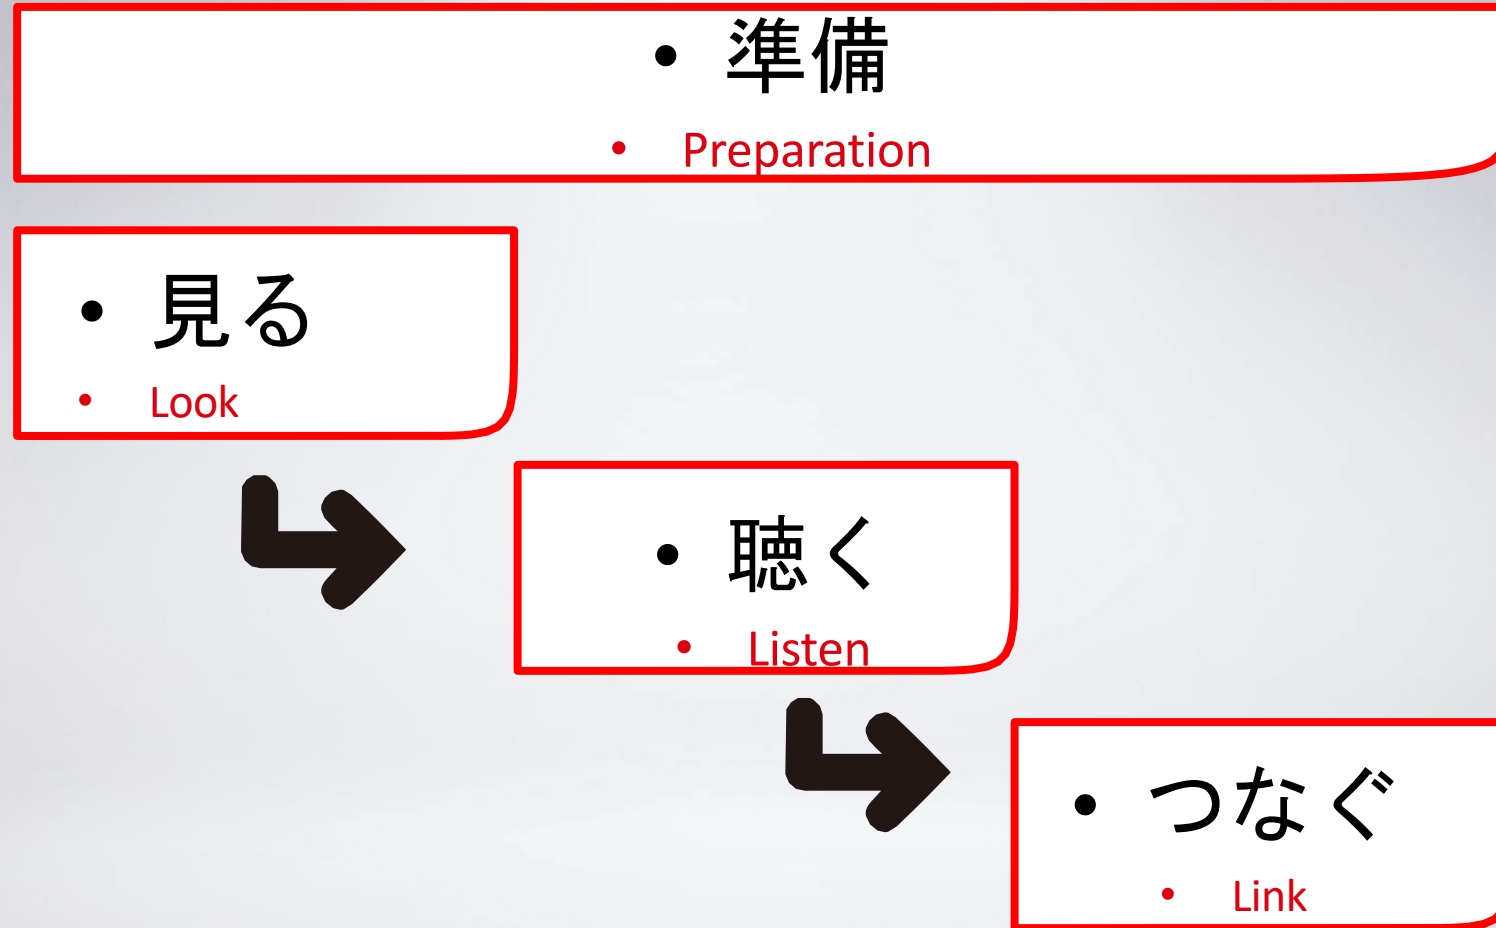 • 準備
• Preparation
• 見る
• Look
• 聴く
• Listen
• つなぐ
• Link